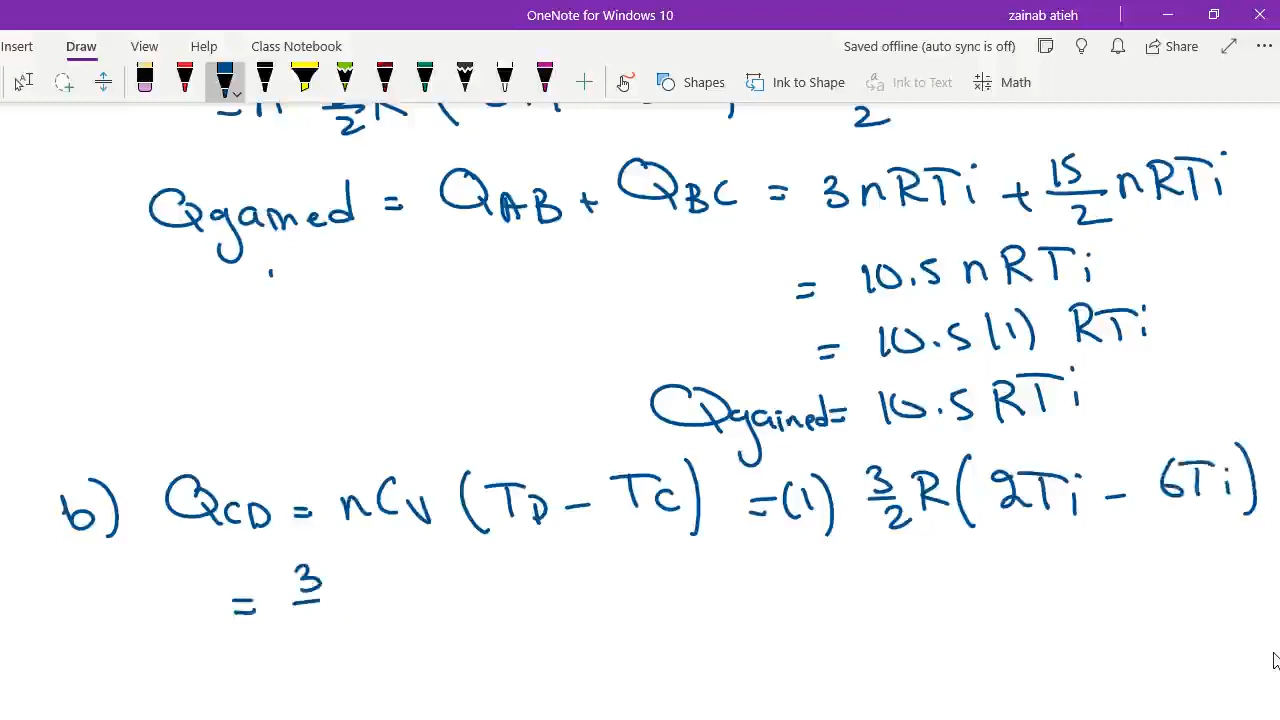 OneNote for Windows 10
zainab atieh
Insert Draw View Help Class Notebook
Saved offline (auto sync is off) Share
Shapes Ink to Shape Ink to Text Math
Qgained = QAB + QBC = 3nRTi + 15/2 nRTi
= 10.5 nRTi
= 10.5(1) RTi
Qgained = 10.5 RTi
b) QCD = nCv (TD - TC) = (1) 3/2 R (2Ti - 6Ti)
= 3